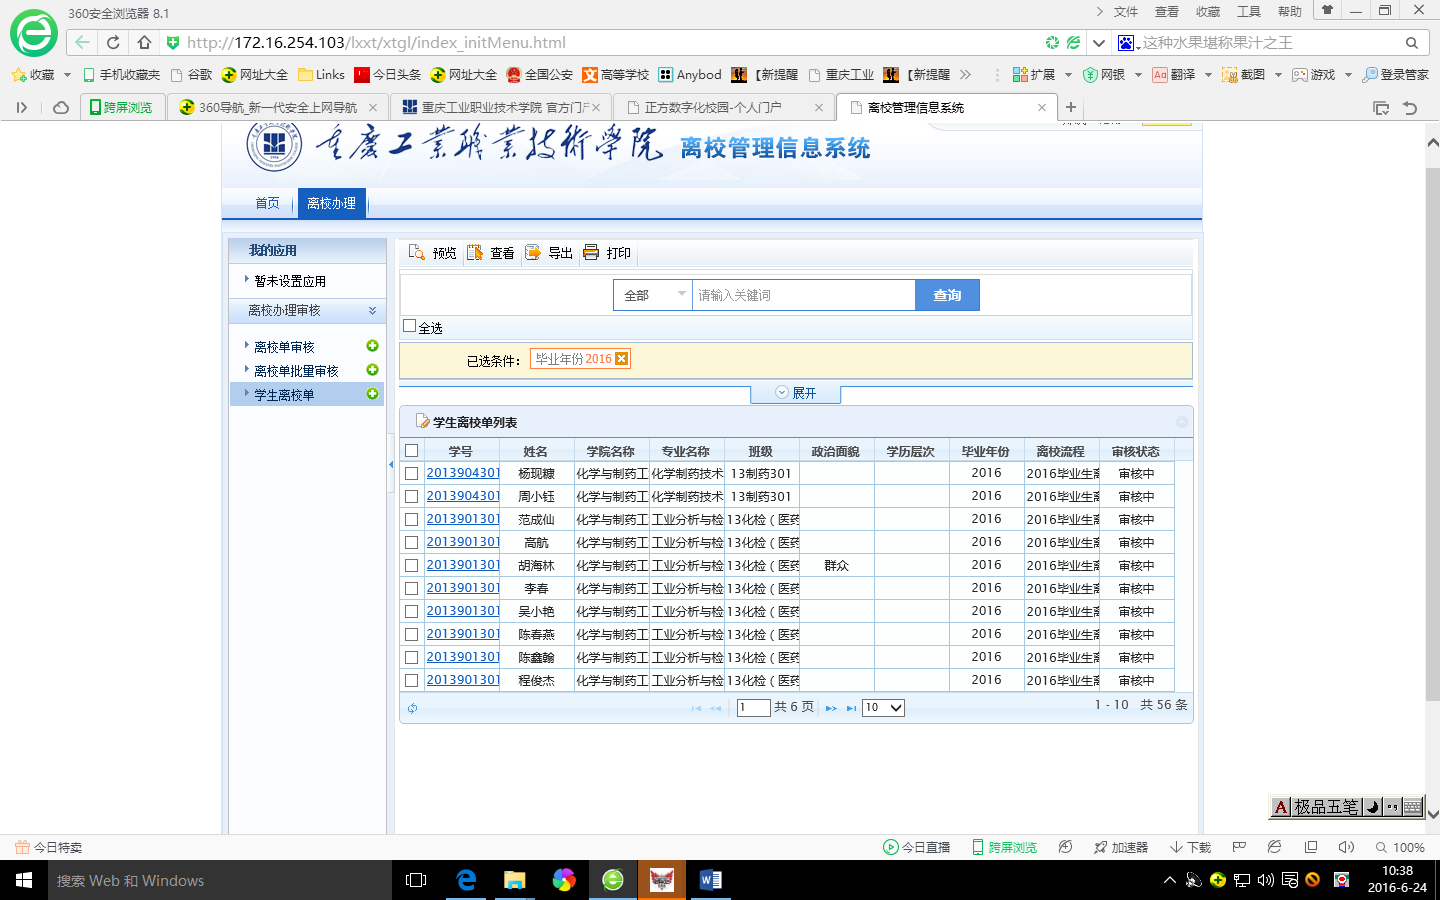 360安全浏览器 8.1
文件 查看 收藏 工具 帮助
http://172.16.254.103/lxxt/xtgl/index_initMenu.html
这种水果堪称果汁之王
收藏 手机收藏夹 谷歌 网址大全 Links 今日头条 网址大全 全国公安 高等学校 Anybod 【新提醒 重庆工业 【新提醒 扩展 网银 翻译 截图 游戏 登录管家
跨屏浏览 360导航_新一代安全上网导航 重庆工业职业技术学院 官方门户 正方数字化校园-个人门户 离校管理信息系统
重庆工业職業技術學院 离校管理信息系统
首页 离校办理
我的应用
暂未设置应用
离校办理审核
离校单审核
离校单批量审核
学生离校单
预览 查看 导出 打印
全部 请输入关键词 查询
全选
已选条件： 毕业年份 2016
展开
学生离校单列表
学号 姓名 学院名称 专业名称 班级 政治面貌 学历层次 毕业年份 离校流程 审核状态
2013904301 杨现糠 化学与制药工 化学制药技术 13制药301 2016 2016毕业生离 审核中
2013904301 周小钰 化学与制药工 化学制药技术 13制药301 2016 2016毕业生离 审核中
2013901301 范成仙 化学与制药工 工业分析与检 13化检（医药 2016 2016毕业生离 审核中
2013901301 高航 化学与制药工 工业分析与检 13化检（医药 2016 2016毕业生离 审核中
2013901301 胡海林 化学与制药工 工业分析与检 13化检（医药 群众 2016 2016毕业生离 审核中
2013901301 李春 化学与制药工 工业分析与检 13化检（医药 2016 2016毕业生离 审核中
2013901301 吴小艳 化学与制药工 工业分析与检 13化检（医药 2016 2016毕业生离 审核中
2013901301 陈春燕 化学与制药工 工业分析与检 13化检（医药 2016 2016毕业生离 审核中
2013901301 陈鑫翰 化学与制药工 工业分析与检 13化检（医药 2016 2016毕业生离 审核中
2013901301 程俊杰 化学与制药工 工业分析与检 13化检（医药 2016 2016毕业生离 审核中
1 共 6 页 10 1 - 10 共 56 条
A 极品五笔
今日特卖 今日直播 跨屏浏览 加速器 下载 100%
搜索 Web 和 Windows
10:38
2016-6-24